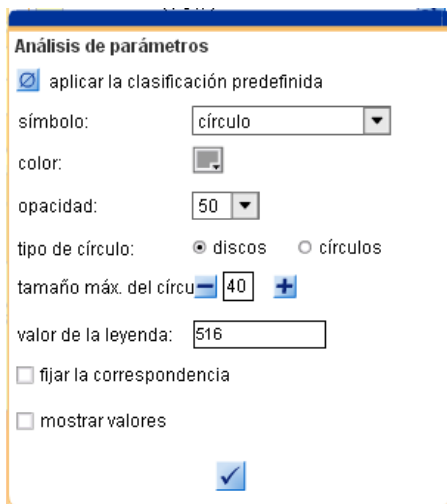 Análisis de parámetros
aplicar la clasificación predefinida
símbolo: círculo
color:
opacidad: 50
tipo de círculo: discos círculos
tamaño máx. del círcu 40
valor de la leyenda: 516
fijar la correspondencia
mostrar valores